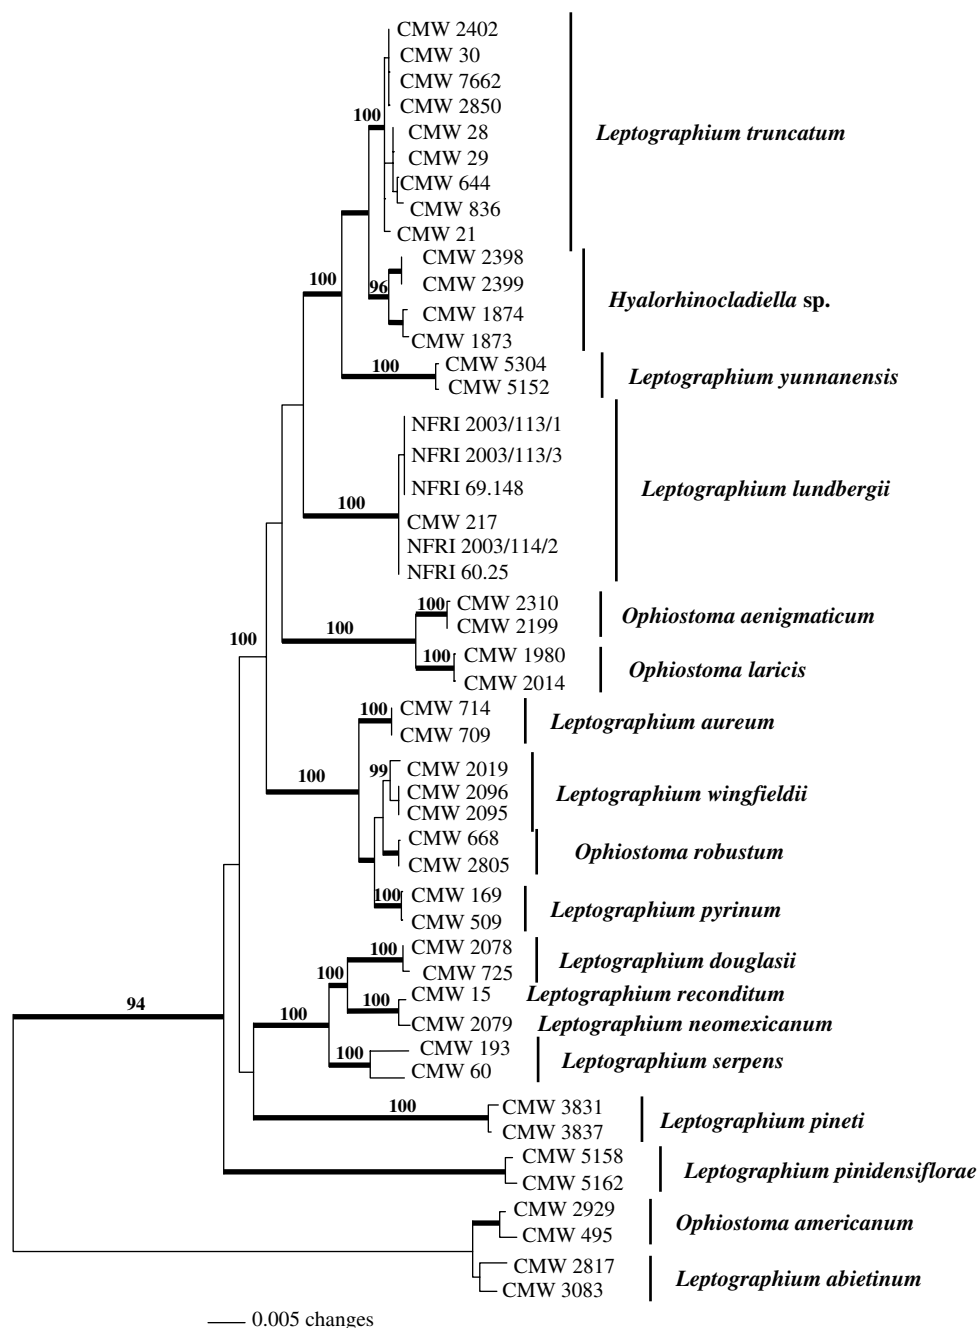 CMW 2402
CMW 30
CMW 7662
CMW 2850
100
CMW 28
Leptographium truncatum
CMW 29
CMW 644
CMW 836
CMW 21
CMW 2398
100
CMW 2399
96
Hyalorhinocladiella sp.
CMW 1874
CMW 1873
CMW 5304
100
Leptographium yunnanensis
CMW 5152
NFRI 2003/113/1
NFRI 2003/113/3
NFRI 69.148
Leptographium lundbergii
100
CMW 217
NFRI 2003/114/2
NFRI 60.25
100
CMW 2310
Ophiostoma aenigmaticum
CMW 2199
100
100
CMW 1980
100
Ophiostoma laricis
CMW 2014
100
CMW 714
Leptographium aureum
CMW 709
99
CMW 2019
100
CMW 2096
Leptographium wingfieldii
CMW 2095
CMW 668
Ophiostoma robustum
CMW 2805
100
CMW 169
Leptographium pyrinum
CMW 509
100
CMW 2078
Leptographium douglasii
100
CMW 725
100
CMW 15
Leptographium reconditum
94
100
CMW 2079
Leptographium neomexicanum
100
CMW 193
Leptographium serpens
CMW 60
100
CMW 3831
Leptographium pineti
CMW 3837
CMW 5158
Leptographium pinidensiflorae
CMW 5162
CMW 2929
Ophiostoma americanum
CMW 495
CMW 2817
Leptographium abietinum
CMW 3083
0.005 changes